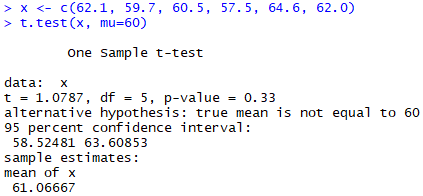 > x <- c(62.1, 59.7, 60.5, 57.5, 64.6, 62.0)
> t.test(x, mu=60)
One Sample t-test
data:  x
t = 1.0787, df = 5, p-value = 0.33
alternative hypothesis: true mean is not equal to 60
95 percent confidence interval:
58.52481 63.60853
sample estimates:
mean of x
61.06667